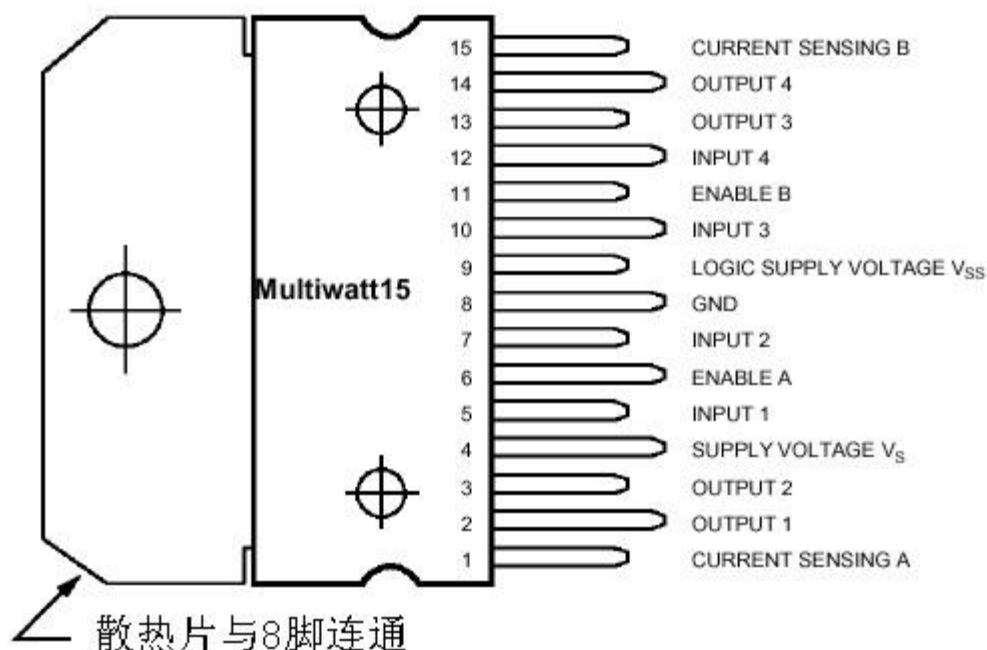 15 CURRENT SENSING B
14 OUTPUT 4
13 OUTPUT 3
12 INPUT 4
11 ENABLE B
10 INPUT 3
9 LOGIC SUPPLY VOLTAGE VSS
Multiwatt15
8 GND
7 INPUT 2
6 ENABLE A
5 INPUT 1
4 SUPPLY VOLTAGE VS
3 OUTPUT 2
2 OUTPUT 1
1 CURRENT SENSING A
散热片与8脚连通